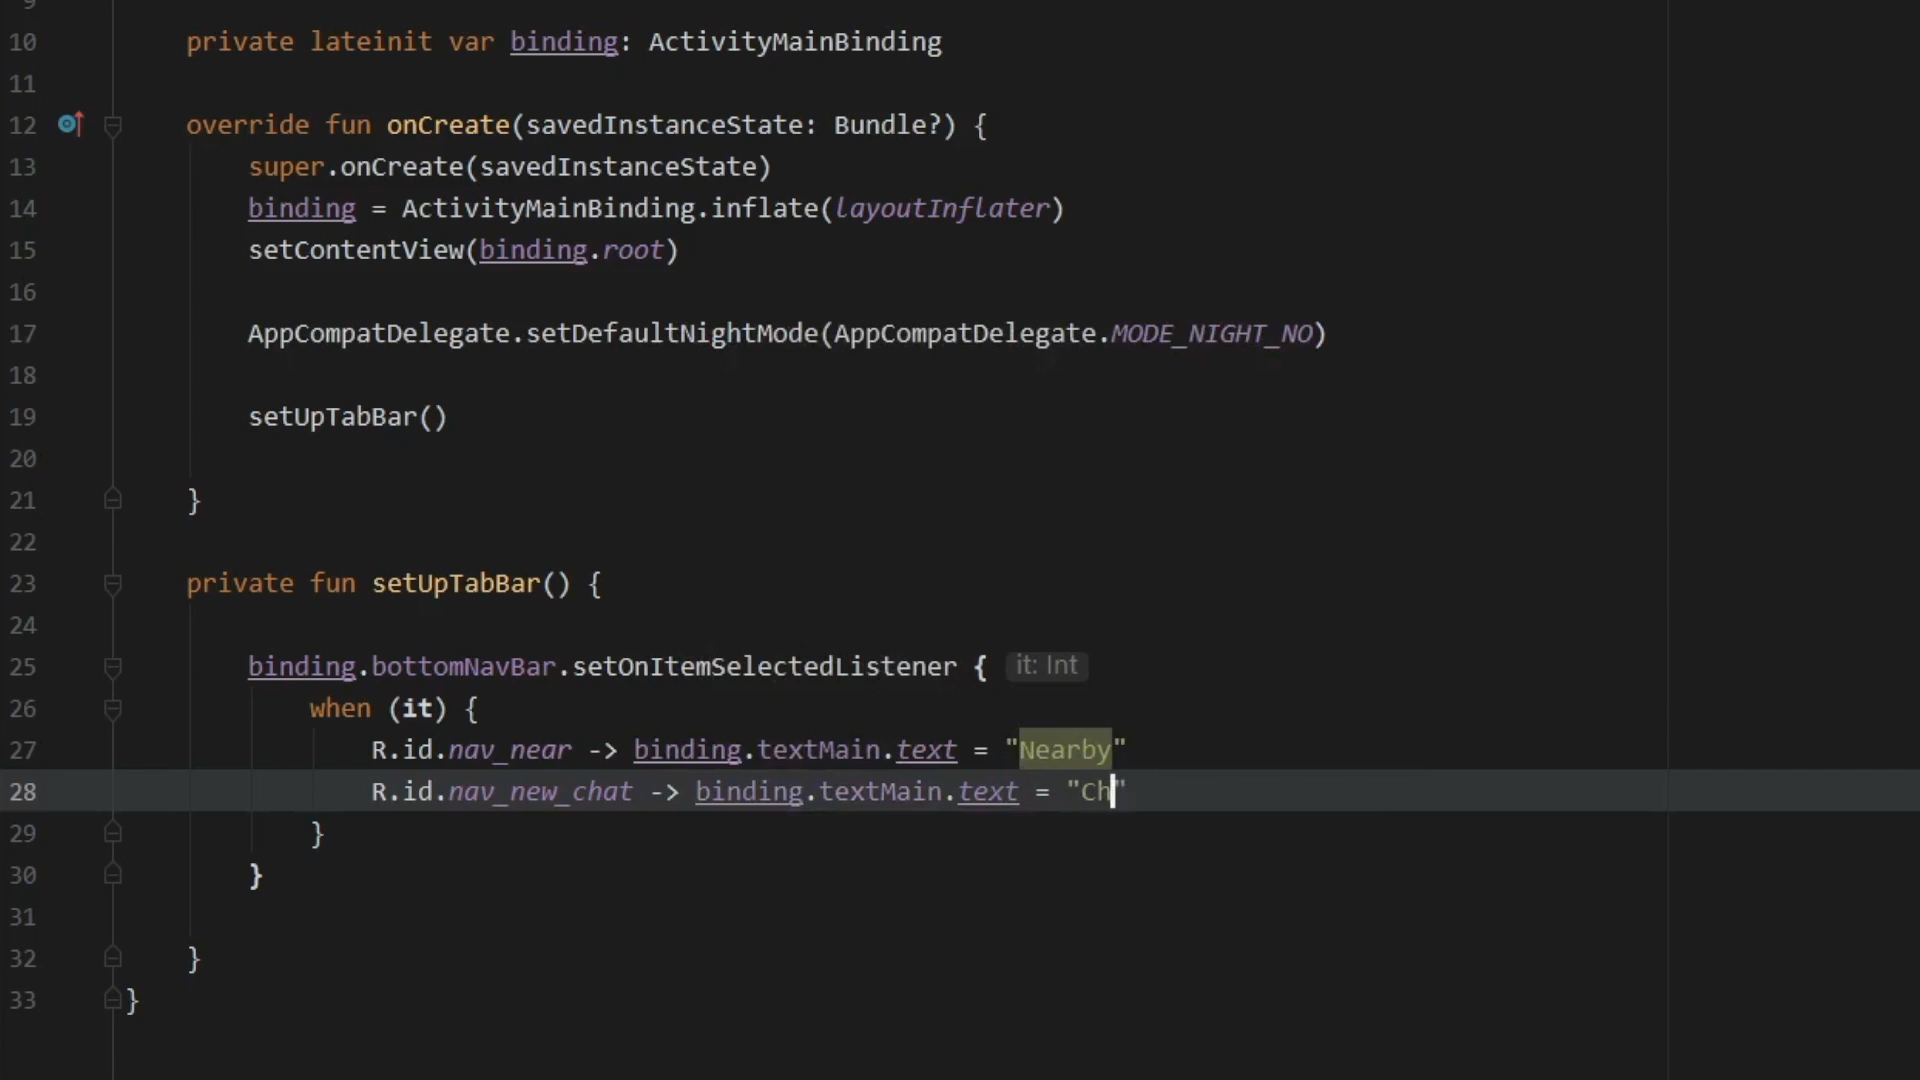 9
10 private lateinit var binding: ActivityMainBinding
11
12 override fun onCreate(savedInstanceState: Bundle?) {
13 super.onCreate(savedInstanceState)
14 binding = ActivityMainBinding.inflate(layoutInflater)
15 setContentView(binding.root)
16
17 AppCompatDelegate.setDefaultNightMode(AppCompatDelegate.MODE_NIGHT_NO)
18
19 setUpTabBar()
20
21 }
22
23 private fun setUpTabBar() {
24
25 binding.bottomNavBar.setOnItemSelectedListener { it: Int
26 when (it) {
27 R.id.nav_near -> binding.textMain.text = "Nearby"
28 R.id.nav_new_chat -> binding.textMain.text = "Ch"
29 }
30 }
31
32 }
33 }